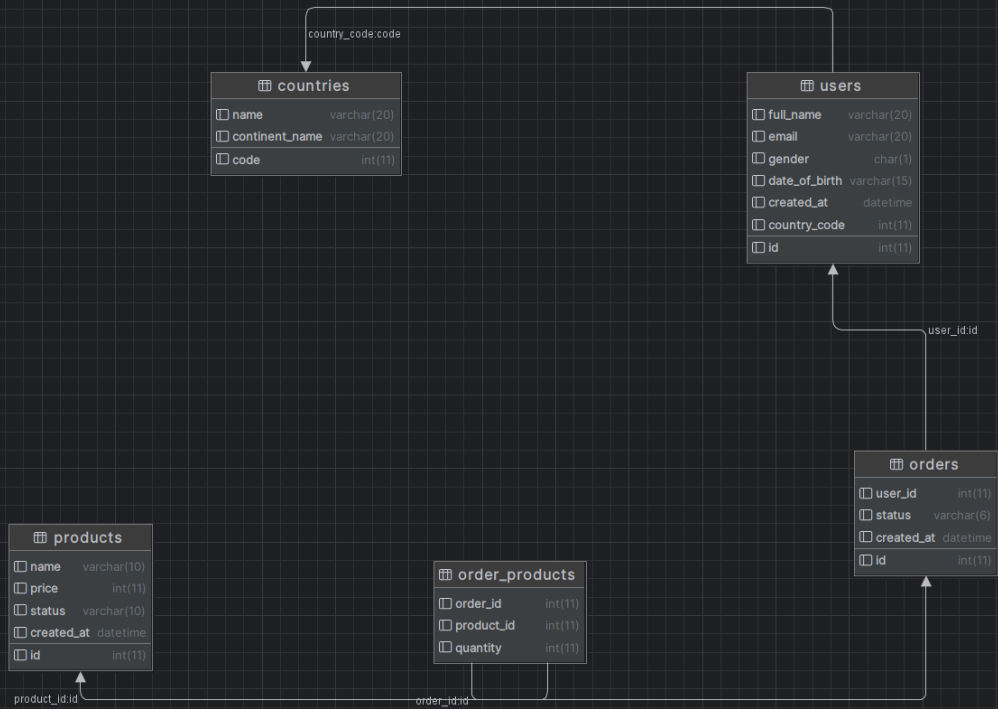 country_code:code
countries
name varchar(20)
continent_name varchar(20)
code int(11)
users
full_name varchar(20)
email varchar(20)
gender char(1)
date_of_birth varchar(15)
created_at datetime
country_code int(11)
id int(11)
user_id:id
orders
user_id int(11)
status varchar(6)
created_at datetime
id int(11)
products
name varchar(10)
price int(11)
status varchar(10)
created_at datetime
id int(11)
order_products
order_id int(11)
product_id int(11)
quantity int(11)
product_id:id
order_id:id